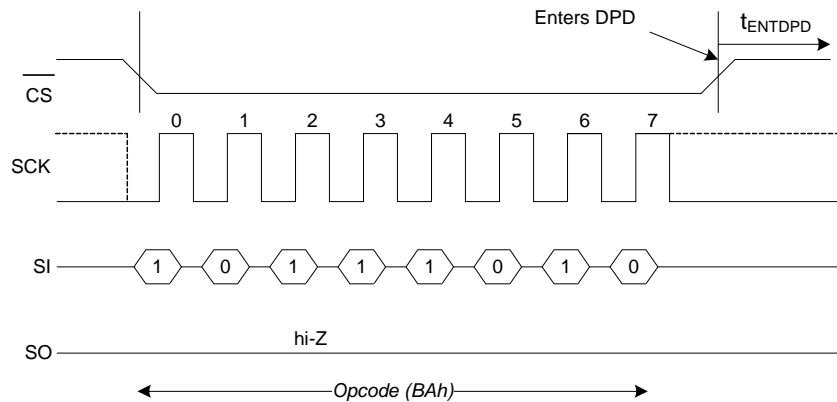 Enters DPD
tENTDPD
CS
0 1 2 3 4 5 6 7
SCK
SI 1 0 1 1 1 0 1 0
hi-Z
SO
Opcode (BAh)